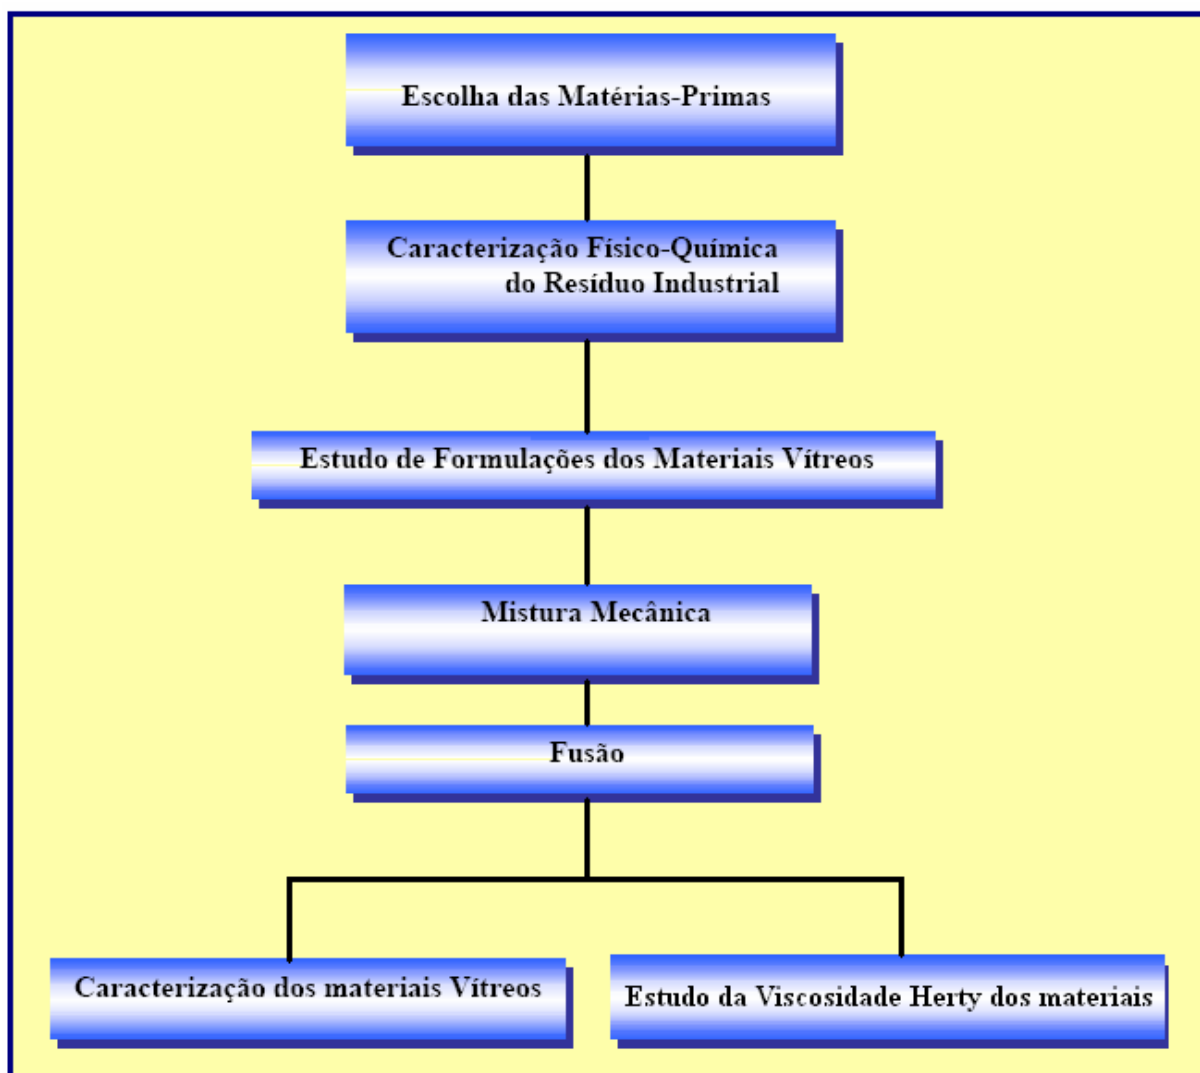 Escolha das Matérias-Primas
Caracterização Físico-Química
do Resíduo Industrial
Estudo de Formulações dos Materiais Vítreos
Mistura Mecânica
Fusão
Caracterização dos materiais Vítreos
Estudo da Viscosidade Herty dos materiais